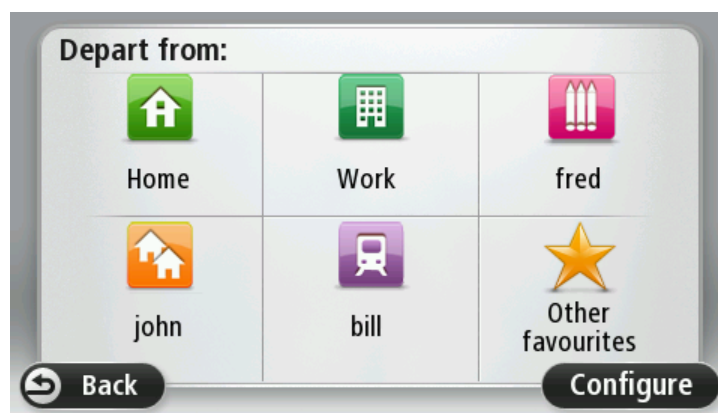 Depart from:
Home
Work
fred
john
bill
Other
favourites
Back
Configure